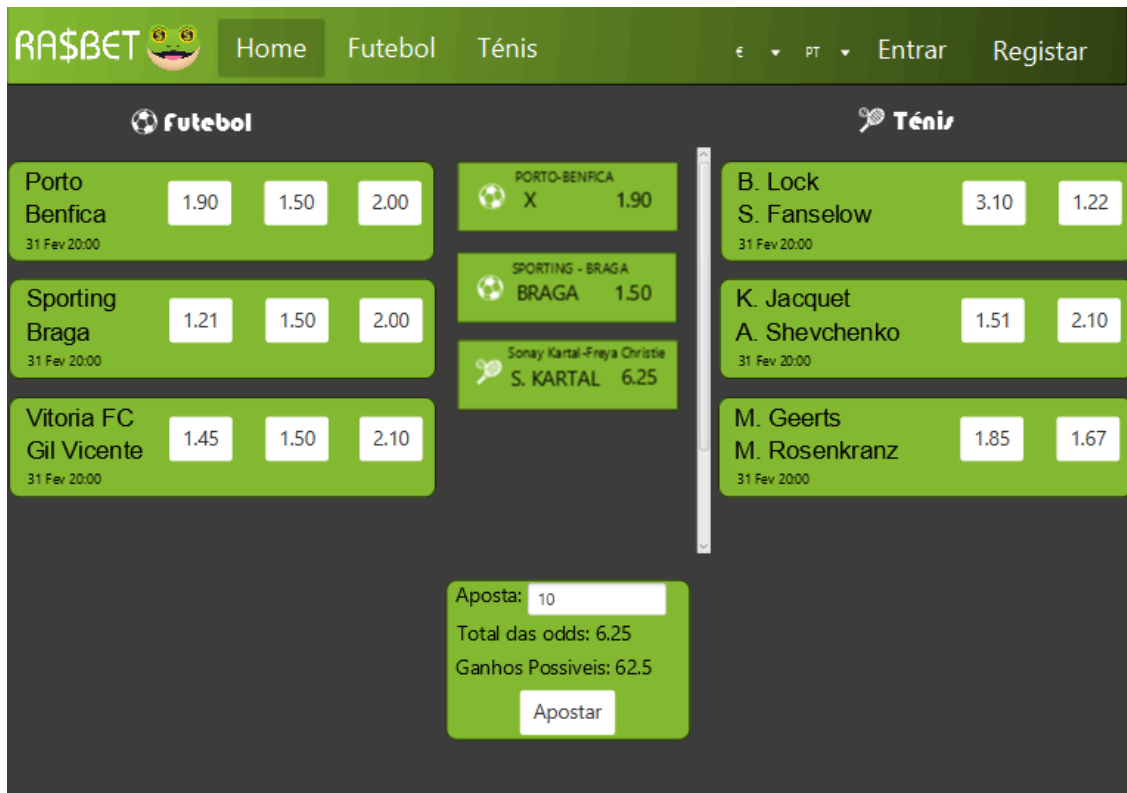 RA$BET Home Futebol Ténis € PT Entrar Registar
Futebol
Porto
Benfica
1.90 1.50 2.00
31 Fev 20:00
Sporting
Braga
1.21 1.50 2.00
31 Fev 20:00
Vitoria FC
Gil Vicente
1.45 1.50 2.10
31 Fev 20:00
PORTO-BENFICA
X 1.90
SPORTING - BRAGA
BRAGA 1.50
Sonay Kartal-Freya Christie
S. KARTAL 6.25
Aposta: 10
Total das odds: 6.25
Ganhos Possiveis: 62.5
Apostar
Ténis
B. Lock
S. Fanselow
3.10 1.22
31 Fev 20:00
K. Jacquet
A. Shevchenko
1.51 2.10
31 Fev 20:00
M. Geerts
M. Rosenkranz
1.85 1.67
31 Fev 20:00